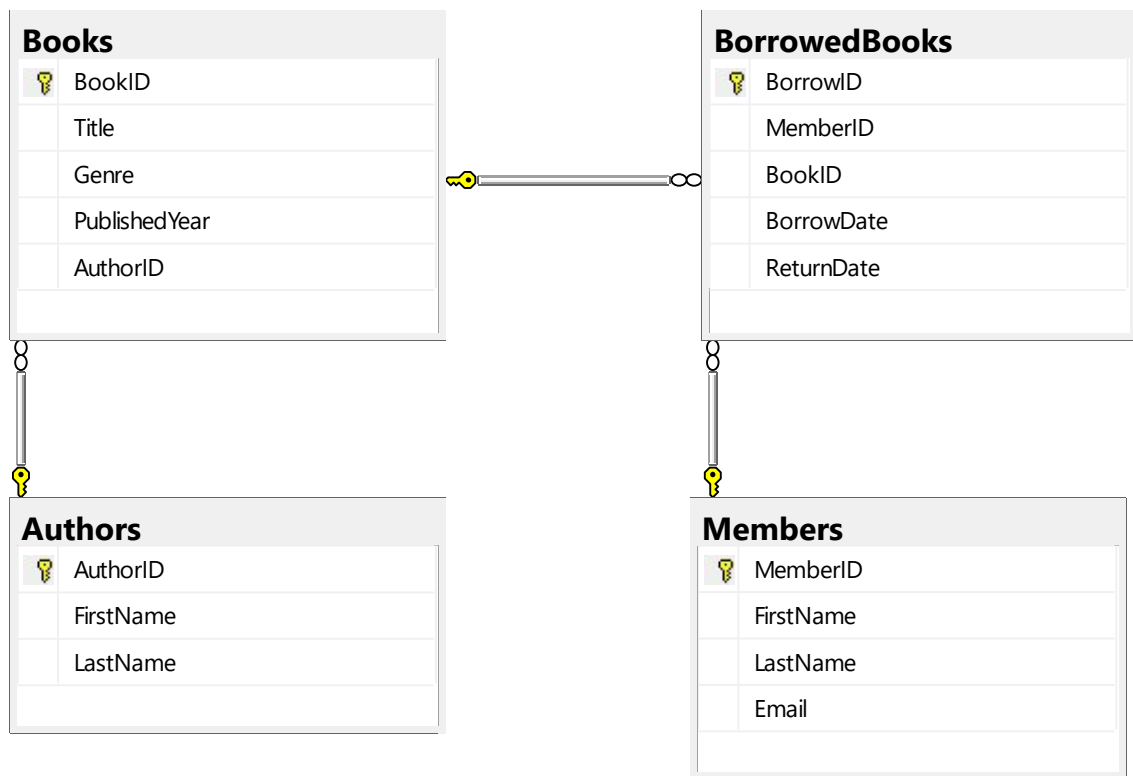 Books
BookID
Title
Genre
PublishedYear
AuthorID
BorrowedBooks
BorrowID
MemberID
BookID
BorrowDate
ReturnDate
Authors
AuthorID
FirstName
LastName
Members
MemberID
FirstName
LastName
Email